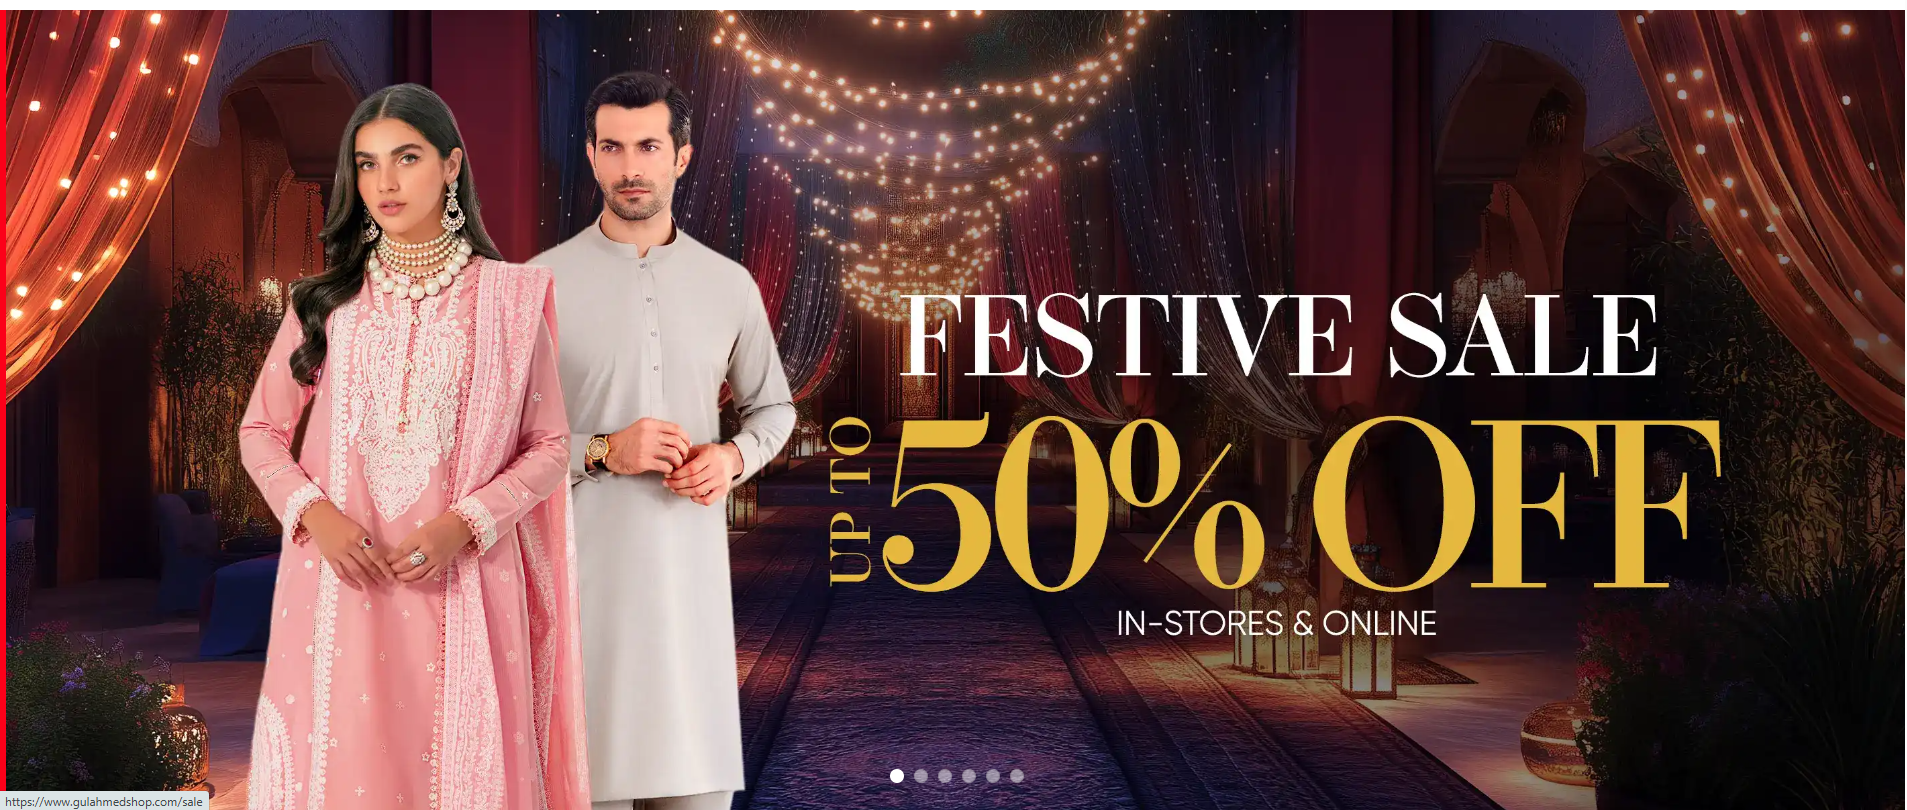 FESTIVE SALE
UP TO
50% OFF
IN-STORES & ONLINE
https://www.gulahmedshop.com/sale